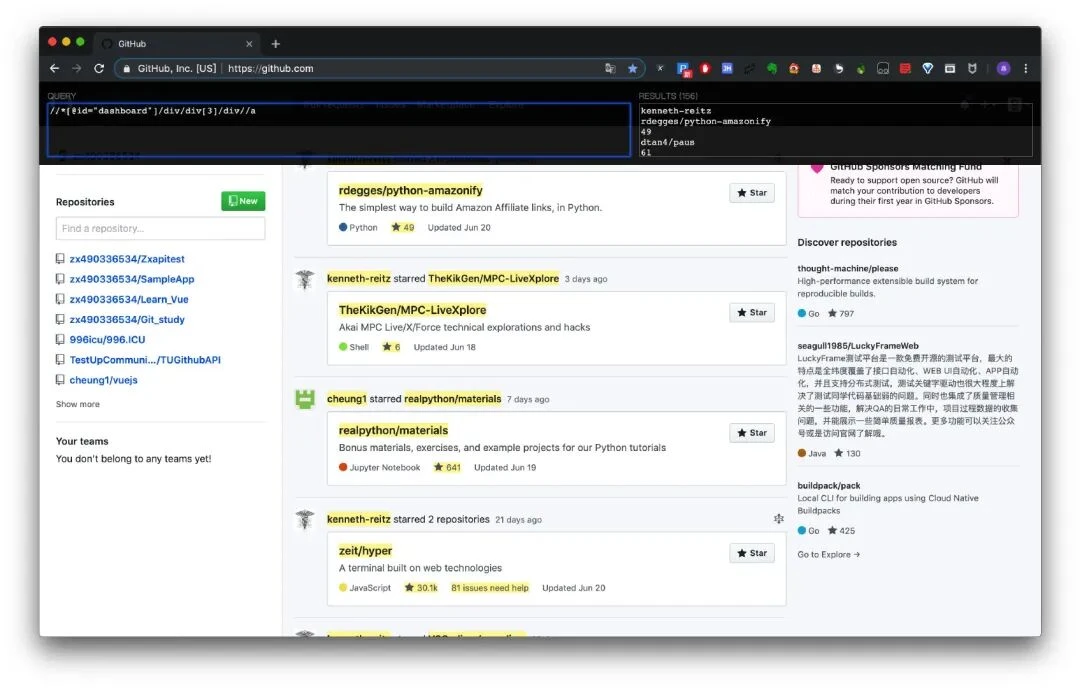 GitHub
GitHub, Inc. [US] | https://github.com
QUERY
//*[@id="dashboard"]/div/div[3]/div//a
RESULTS (156)
kenneth-reitz
rdegges/python-amazonify
49
dtan4/paus
61
Repositories
New
Find a repository...
zx490336534/Zxapitest
zx490336534/SampleApp
zx490336534/Learn_Vue
zx490336534/Git_study
996icu/996.ICU
TestUpCommuni.../TUGithubAPI
cheung1/vuejs
Show more
Your teams
You don't belong to any teams yet!
rdegges/python-amazonify
Star
The simplest way to build Amazon Affiliate links, in Python.
Python 49 Updated Jun 20
kenneth-reitz starred TheKikGen/MPC-LiveXplore 3 days ago
TheKikGen/MPC-LiveXplore
Star
Akai MPC Live/X/Force technical explorations and hacks
Shell 6 Updated Jun 18
cheung1 starred realpython/materials 7 days ago
realpython/materials
Star
Bonus materials, exercises, and example projects for our Python tutorials
Jupyter Notebook 641 Updated Jun 19
kenneth-reitz starred 2 repositories 21 days ago
zeit/hyper
Star
A terminal built on web technologies
JavaScript 30.1k 81 issues need help Updated Jun 20
GitHub Sponsors Matching Fund
Ready to support open source? GitHub will
match your contribution to developers
during their first year in GitHub Sponsors.
Discover repositories
thought-machine/please
High-performance extensible build system for
reproducible builds.
Go 797
seagull1985/LuckyFrameWeb
LuckyFrame测试平台是一款免费开源的测试平台，最大的
特点是全纬度覆盖了接口自动化、WEB UI自动化、APP自动
化，并且支持分布式测试，测试关键字驱动也很大程度上解
决了测试同学代码基础弱的问题。同时也集成了质量管理相
关的一些功能，解决QA的日常工作中，项目过程数据的收集
问题，并能展示一些简单质量报表。更多功能可以关注公众
号或是访问官网了解哦。
Java 130
buildpack/pack
Local CLI for building apps using Cloud Native
Buildpacks
Go 425
Go to Explore →